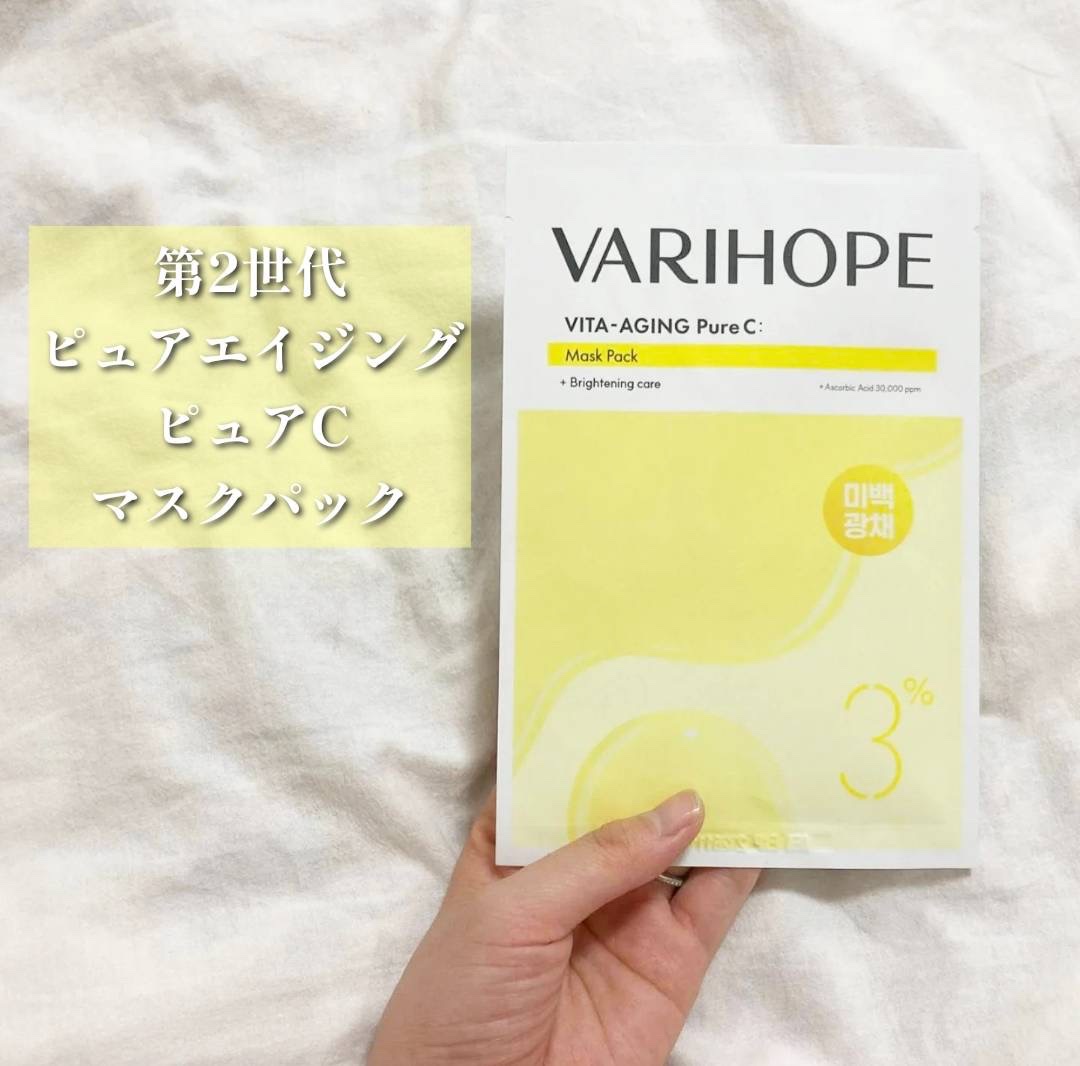 第2世代
ピュアエイジング
ピュアC
マスクパック
VARIHOPE
VITA-AGING Pure C:
Mask Pack
+ Brightening care
+ Ascorbic Acid 30,000 ppm
미백
광채
3%